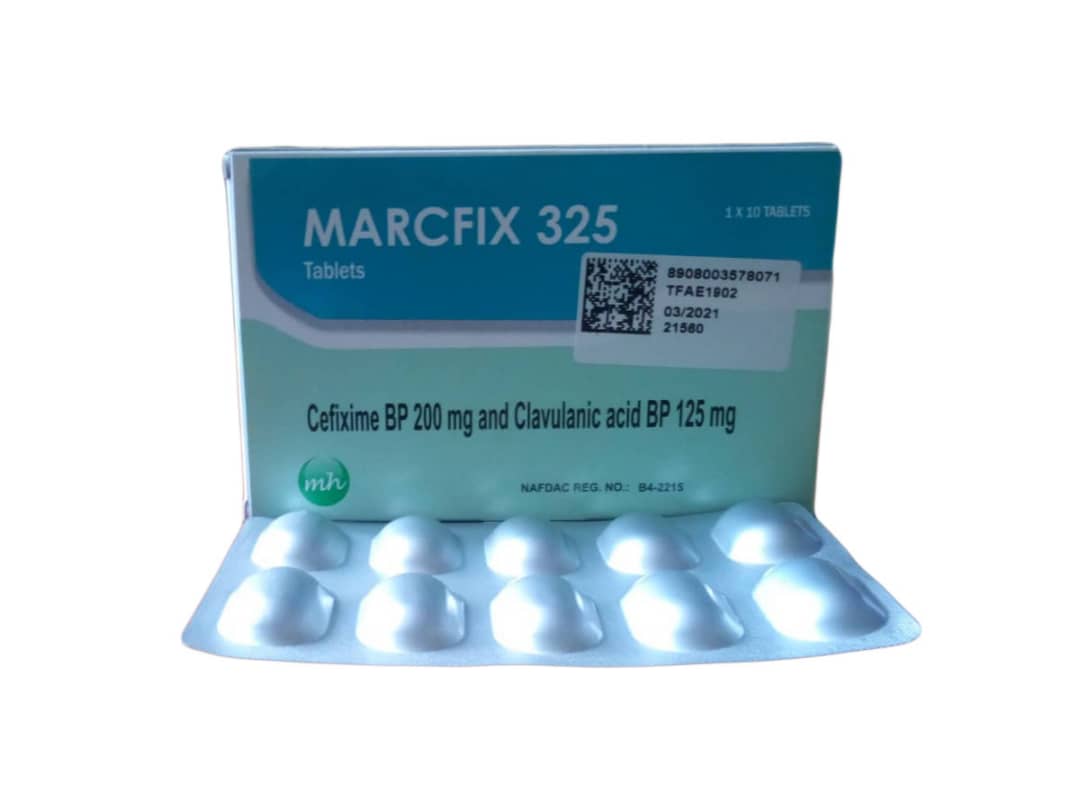 MARCFIX 325
Tablets
1 X 10 TABLETS
8908003578071
TFAE1902
03/2021
21560
Cefixime BP 200 mg and Clavulanic acid BP 125 mg
mh
NAFDAC REG. NO.: B4-2215